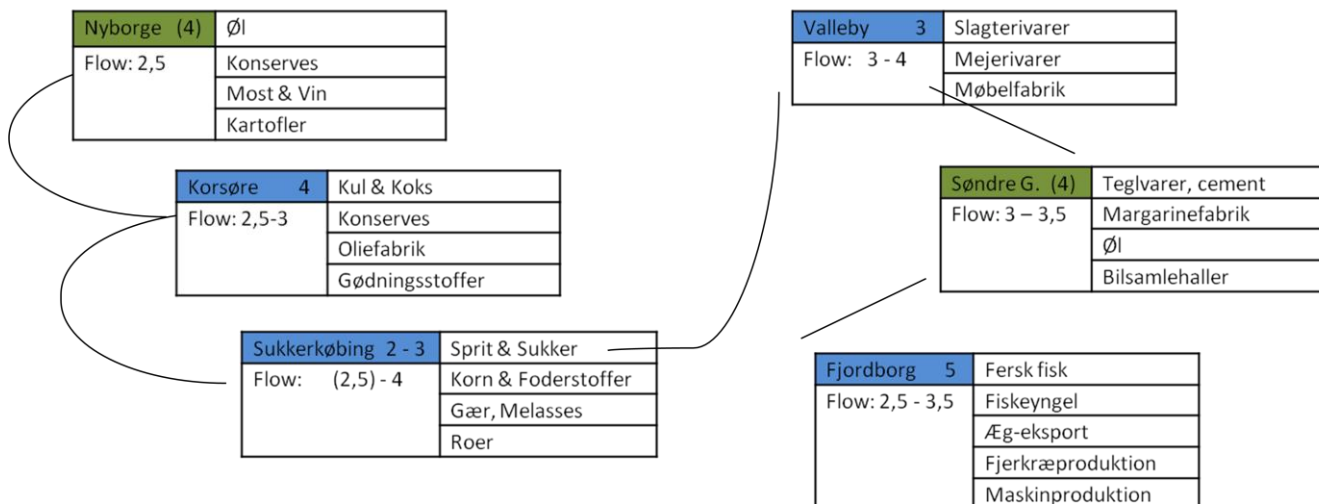 Nyborge (4) Øl
Flow: 2,5 Konserves
Most & Vin
Kartofler
Korsøre 4 Kul & Koks
Flow: 2,5-3 Konserves
Oliefabrik
Gødningsstoffer
Sukkerkøbing 2 - 3 Sprit & Sukker
Flow: (2,5) - 4 Korn & Foderstoffer
Gær, Melasses
Roer
Valleby 3 Slagterivarer
Flow: 3 - 4 Mejerivarer
Møbelfabrik
Søndre G. (4) Teglvarer, cement
Flow: 3 – 3,5 Margarinefabrik
Øl
Bilsamlehaller
Fjordborg 5 Fersk fisk
Flow: 2,5 - 3,5 Fiskeyngel
Æg-eksport
Fjerkræproduktion
Maskinproduktion